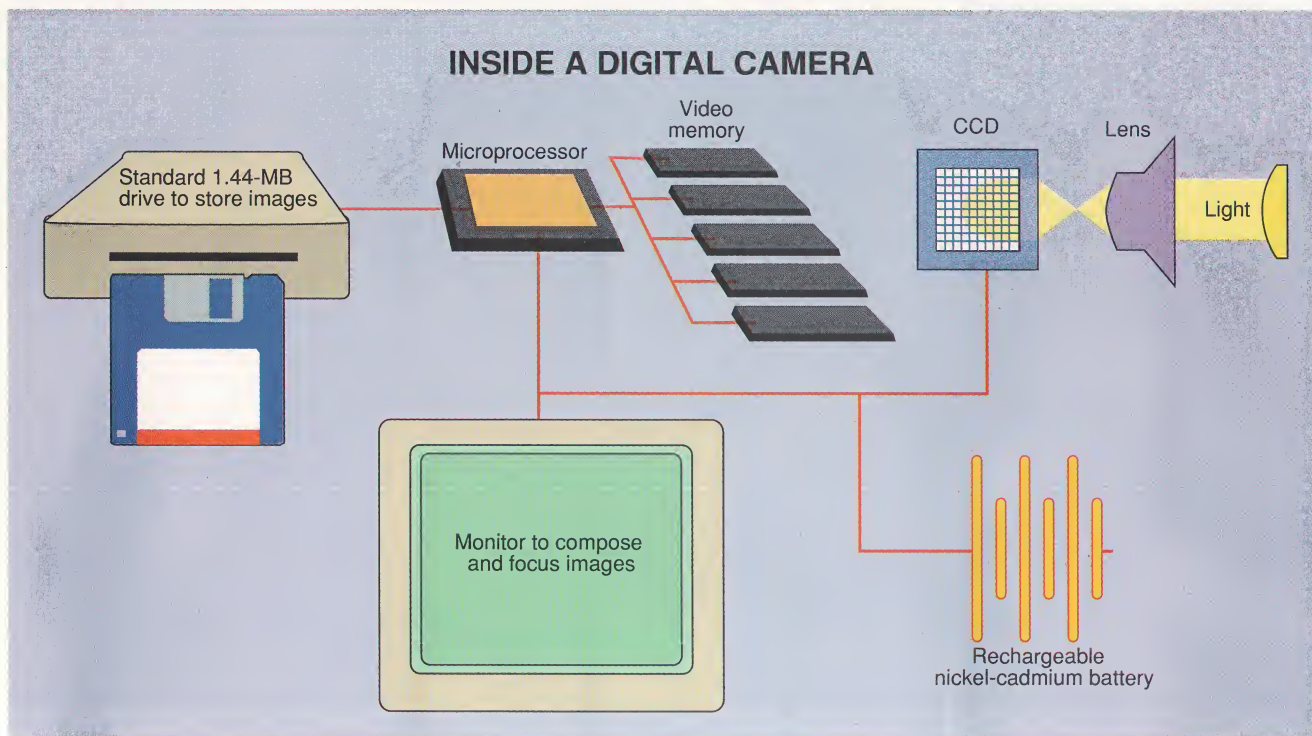 INSIDE A DIGITAL CAMERA
Video
memory
CCD
Lens
Microprocessor
Standard 1.44-MB
drive to store images
Light
Monitor to compose
and focus images
Rechargeable
nickel-cadmium battery